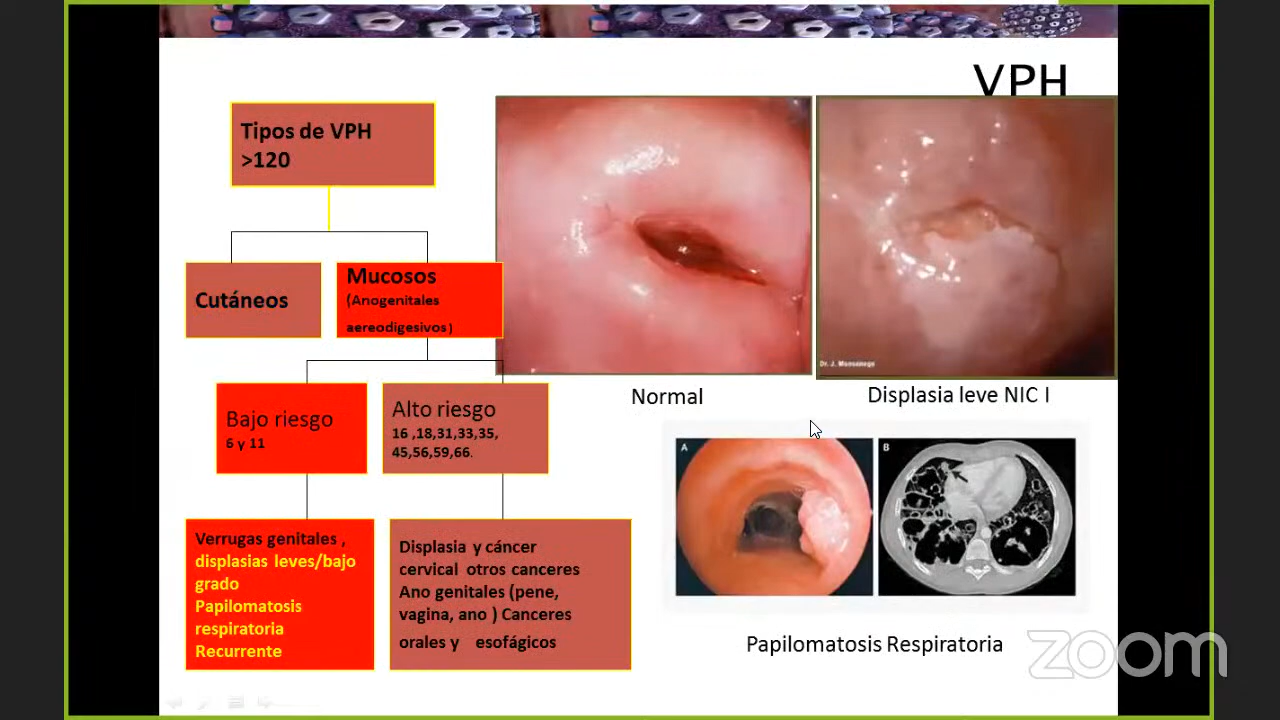 VPH
Tipos de VPH
>120
Cutáneos
Mucosos
(Anogenitales
aereodigesivos)
Bajo riesgo
6 y 11
Alto riesgo
16 ,18,31,33,35,
45,56,59,66.
Verrugas genitales ,
displasias leves/bajo
grado
Papilomatosis
respiratoria
Recurrente
Displasia y cáncer
cervical otros canceres
Ano genitales (pene,
vagina, ano ) Canceres
orales y esofágicos
Normal
Dr. J. Monsonego
Displasia leve NIC I
A
B
Papilomatosis Respiratoria
zoom